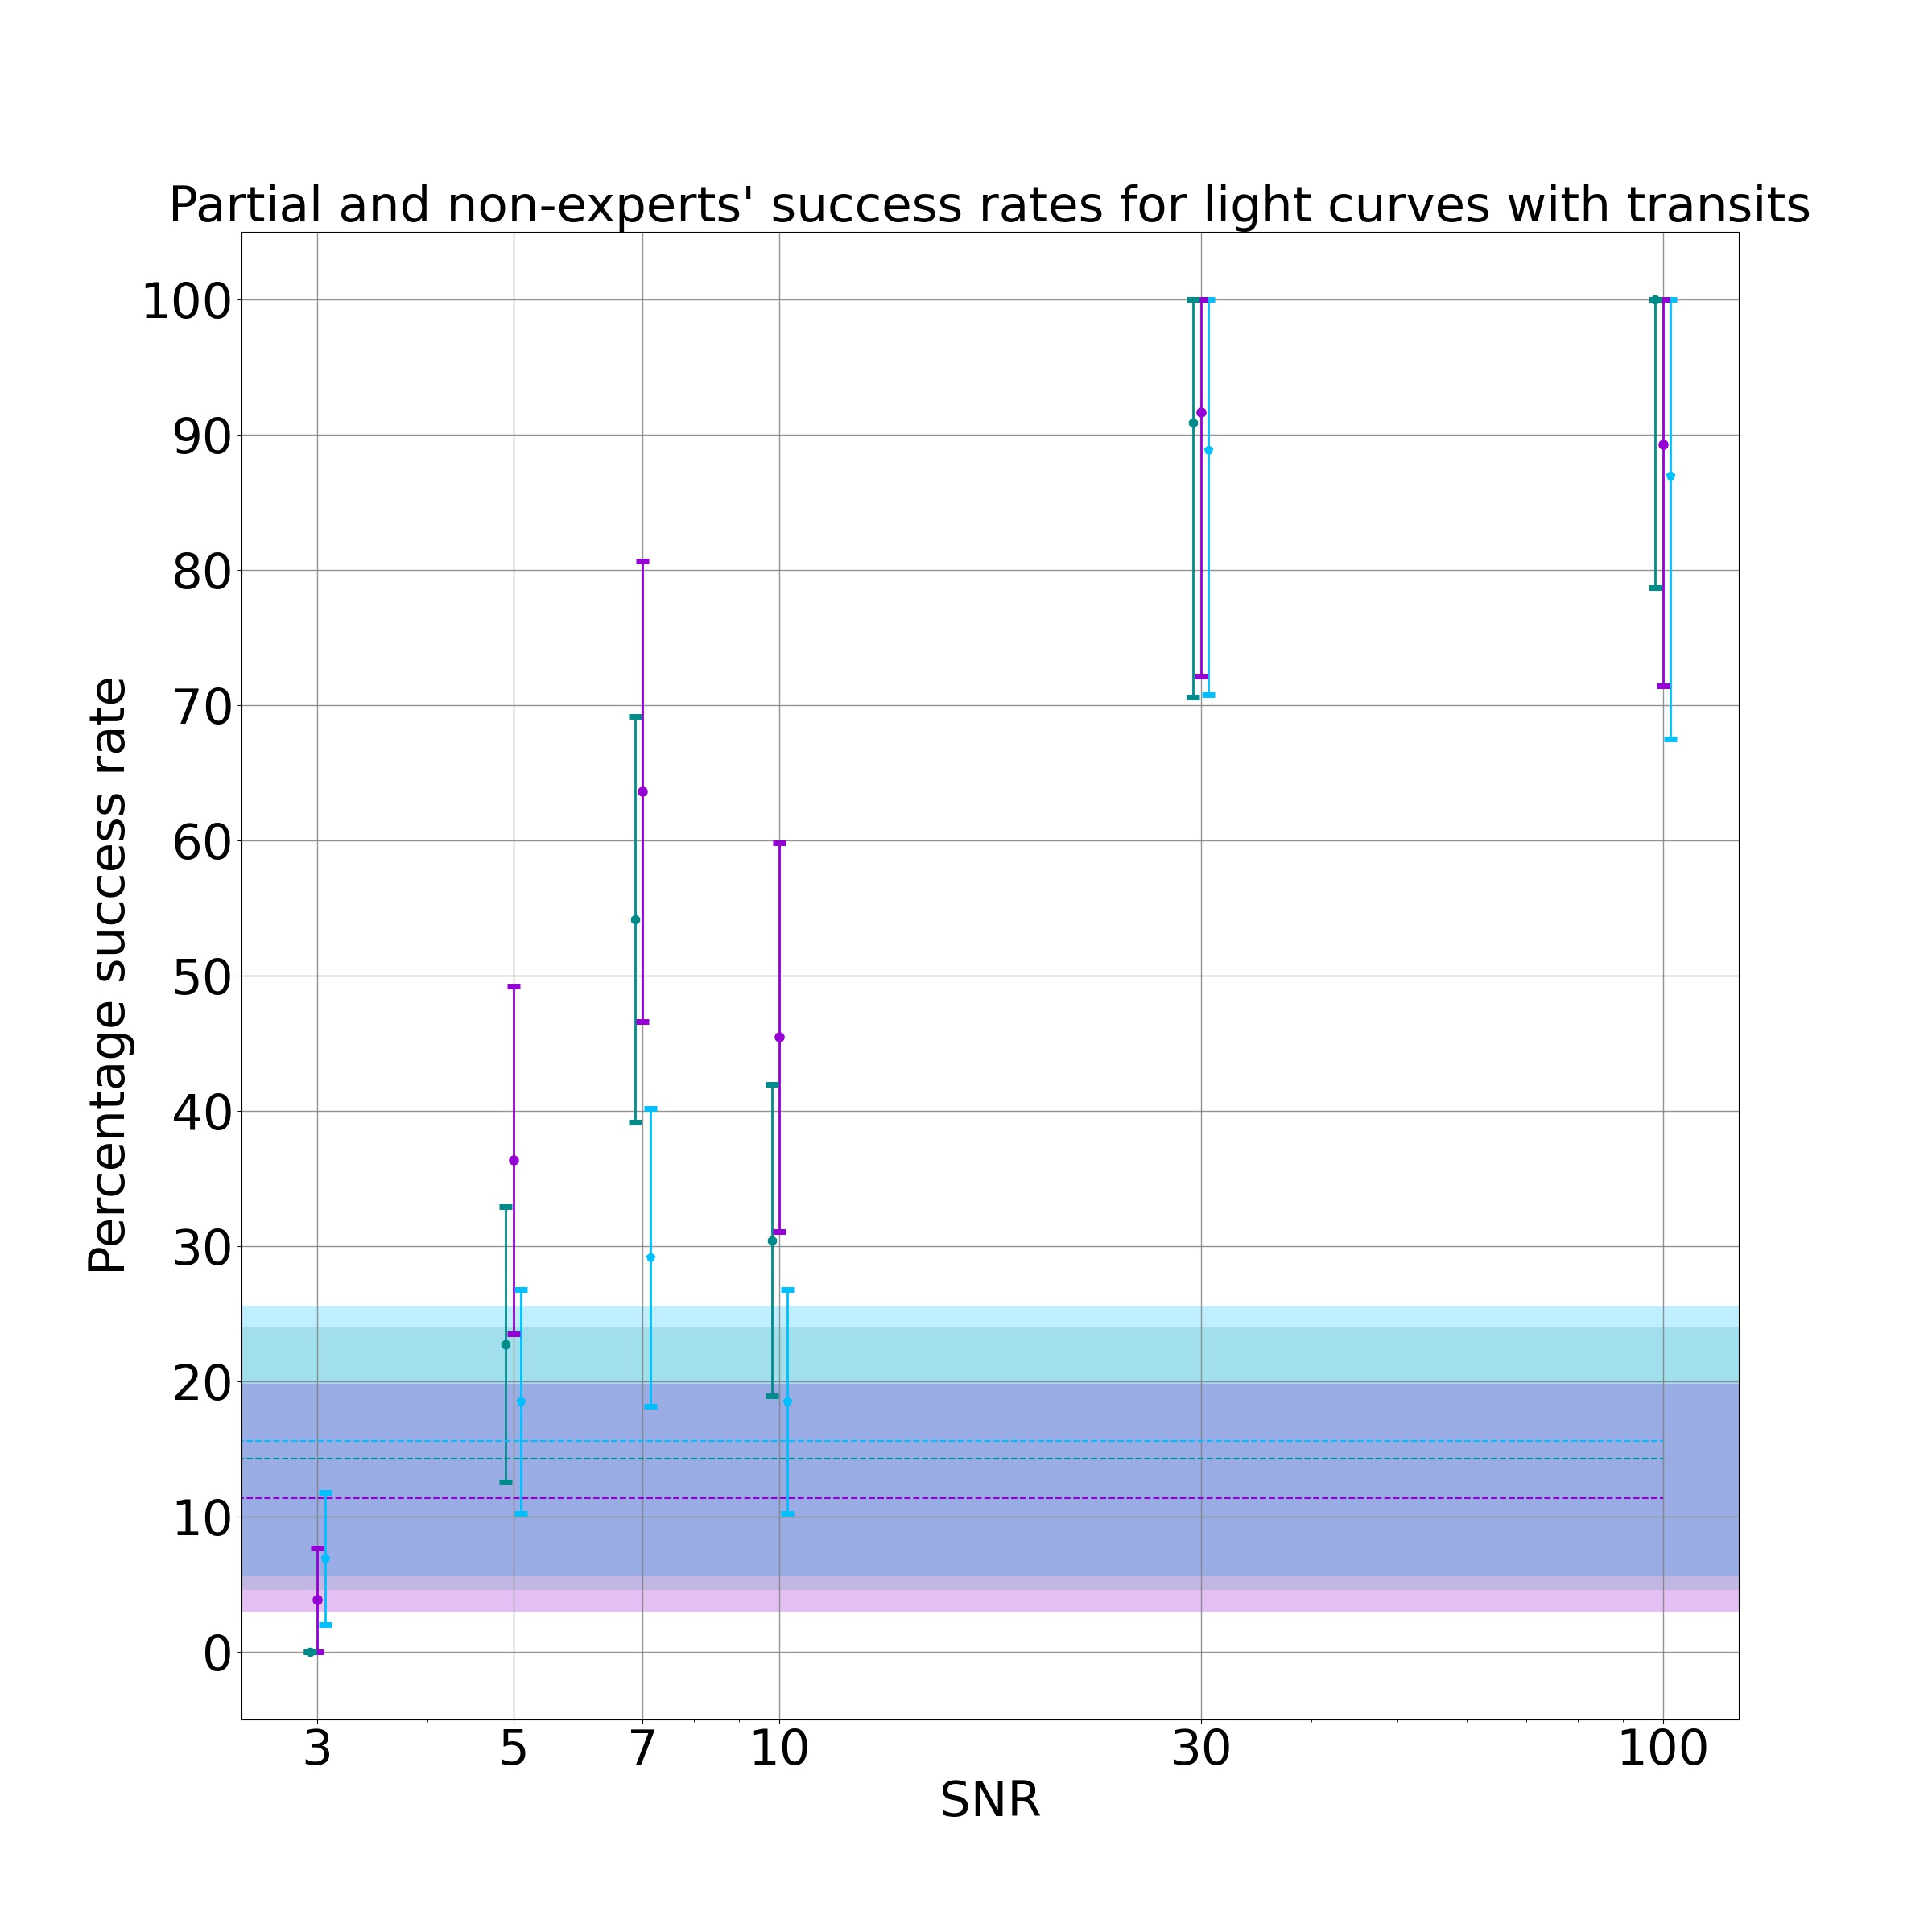 Partial and non-experts' success rates for light curves with transits
100
90
80
70
60
50
40
30
20
10
0
Percentage success rate
3 5 7 10 30 100
SNR